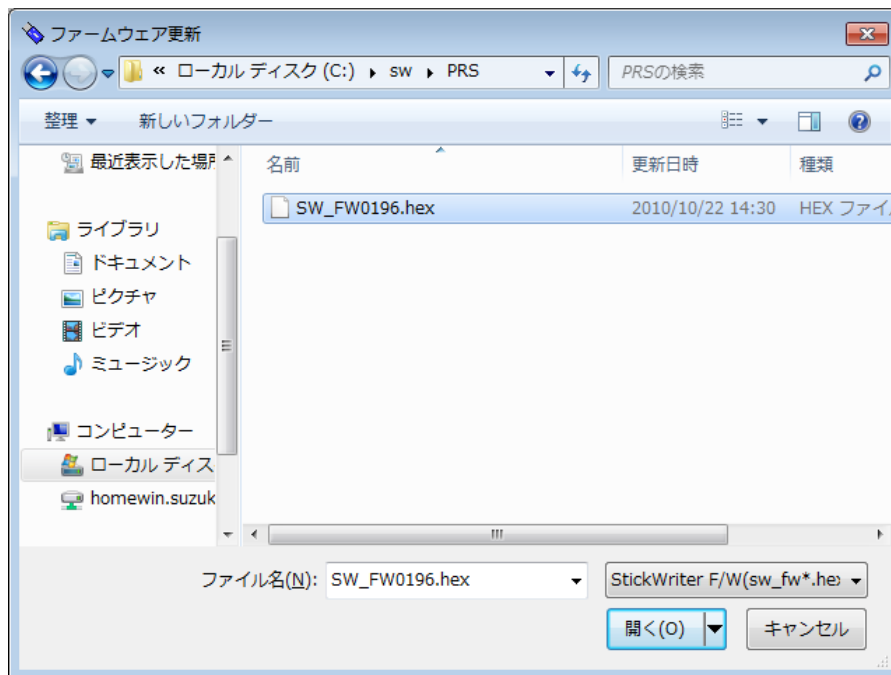 ファームウェア更新
« ローカル ディスク (C:) ▸ sw ▸ PRS
PRSの検索
整理 ▼ 新しいフォルダー
最近表示した場所
ライブラリ
ドキュメント
ピクチャ
ビデオ
ミュージック
コンピューター
ローカル ディス
homewin.suzuk
名前 更新日時 種類
SW_FW0196.hex 2010/10/22 14:30 HEX ファイル
ファイル名(N): SW_FW0196.hex
StickWriter F/W(sw_fw*.hex
開く(O) キャンセル